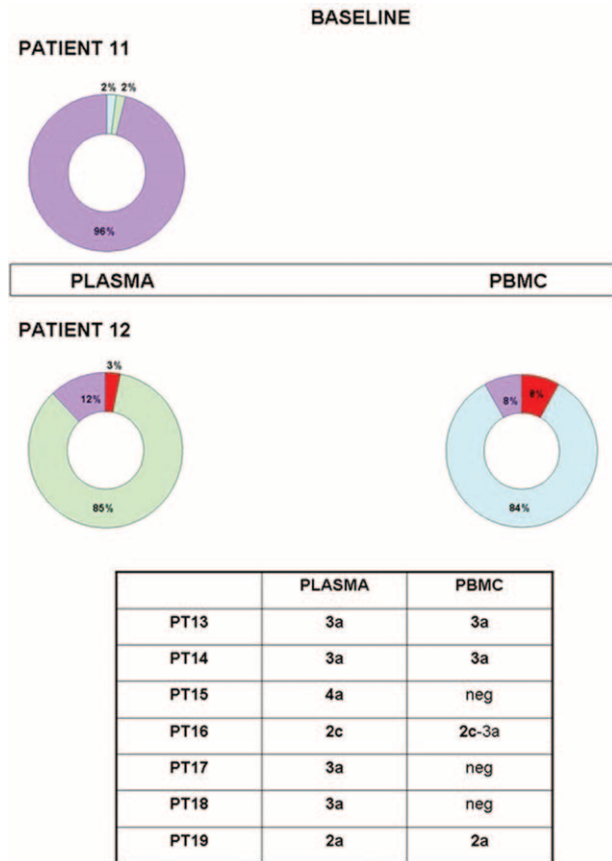 BASELINE
PATIENT 11
2% 2%
96%
PLASMA PBMC
PATIENT 12
3%
12%
85%
8% 8%
84%
PLASMA PBMC
PT13 3a 3a
PT14 3a 3a
PT15 4a neg
PT16 2c 2c-3a
PT17 3a neg
PT18 3a neg
PT19 2a 2a